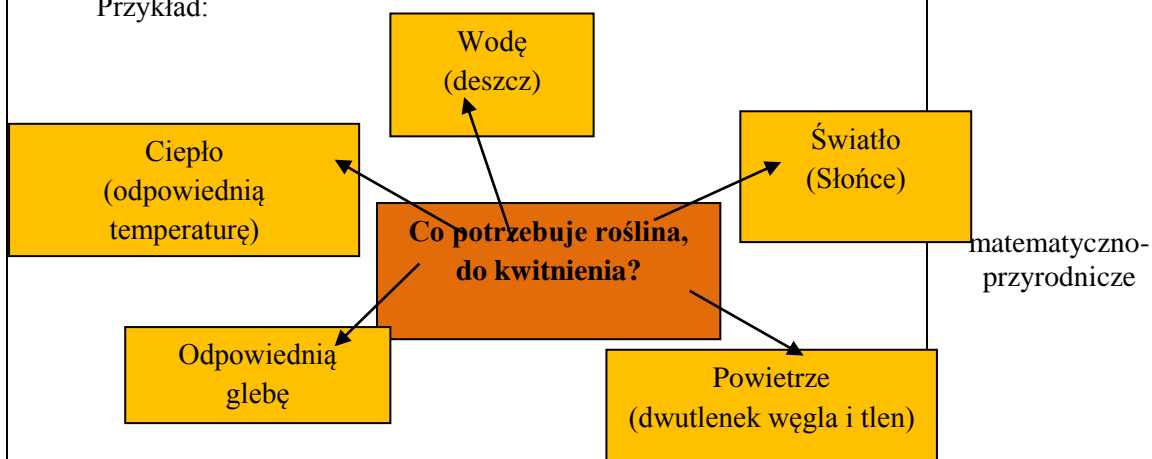 Przykład:
Wodę
(deszcz)
Ciepło
(odpowiednią
temperaturę)
Światło
(Słońce)
Co potrzebuje roślina,
do kwitnienia?
matematyczno-
przyrodnicze
Odpowiednią
glebę
Powietrze
(dwutlenek węgla i tlen)